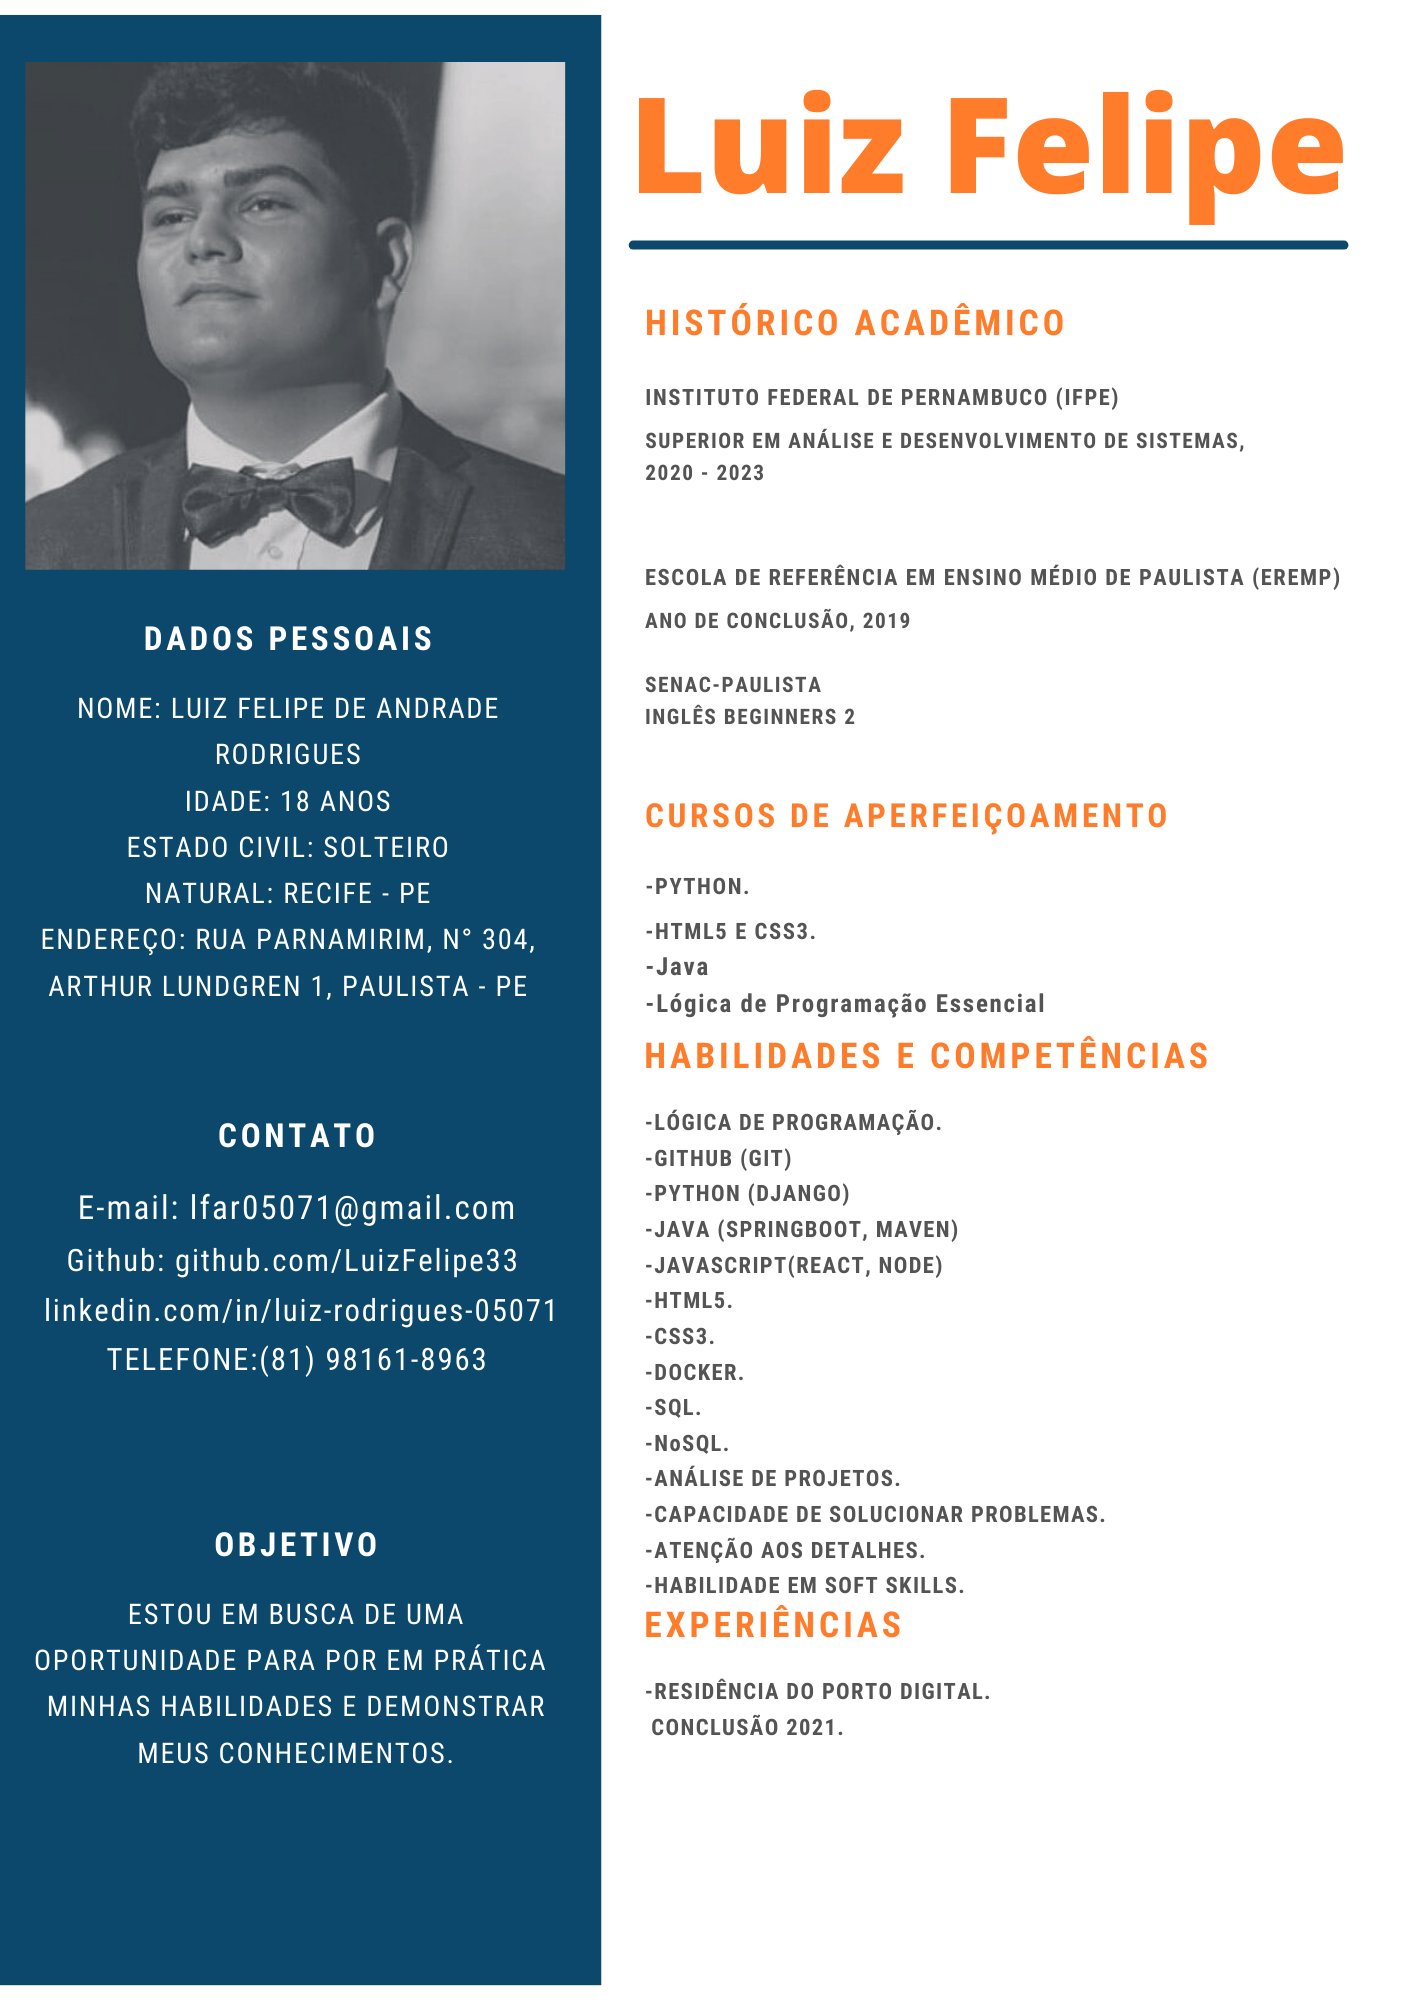 Luiz Felipe
DADOS PESSOAIS
NOME: LUIZ FELIPE DE ANDRADE
RODRIGUES
IDADE: 18 ANOS
ESTADO CIVIL: SOLTEIRO
NATURAL: RECIFE - PE
ENDEREÇO: RUA PARNAMIRIM, N° 304,
ARTHUR LUNDGREN 1, PAULISTA - PE
CONTATO
E-mail: lfar05071@gmail.com
Github: github.com/LuizFelipe33
linkedin.com/in/luiz-rodrigues-05071
TELEFONE:(81) 98161-8963
OBJETIVO
ESTOU EM BUSCA DE UMA
OPORTUNIDADE PARA POR EM PRÁTICA
MINHAS HABILIDADES E DEMONSTRAR
MEUS CONHECIMENTOS.
HISTÓRICO ACADÊMICO
INSTITUTO FEDERAL DE PERNAMBUCO (IFPE)
SUPERIOR EM ANÁLISE E DESENVOLVIMENTO DE SISTEMAS,
2020 - 2023
ESCOLA DE REFERÊNCIA EM ENSINO MÉDIO DE PAULISTA (EREMP)
ANO DE CONCLUSÃO, 2019
SENAC-PAULISTA
INGLÊS BEGINNERS 2
CURSOS DE APERFEIÇOAMENTO
-PYTHON.
-HTML5 E CSS3.
-Java
-Lógica de Programação Essencial
HABILIDADES E COMPETÊNCIAS
-LÓGICA DE PROGRAMAÇÃO.
-GITHUB (GIT)
-PYTHON (DJANGO)
-JAVA (SPRINGBOOT, MAVEN)
-JAVASCRIPT(REACT, NODE)
-HTML5.
-CSS3.
-DOCKER.
-SQL.
-NoSQL.
-ANÁLISE DE PROJETOS.
-CAPACIDADE DE SOLUCIONAR PROBLEMAS.
-ATENÇÃO AOS DETALHES.
-HABILIDADE EM SOFT SKILLS.
EXPERIÊNCIAS
-RESIDÊNCIA DO PORTO DIGITAL.
CONCLUSÃO 2021.